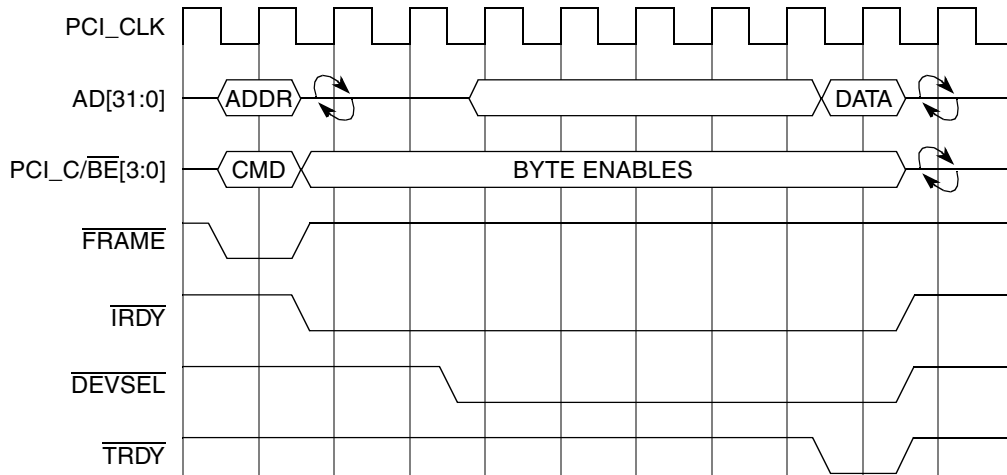 PCI_CLK
AD[31:0]
ADDR
DATA
PCI_C/BE[3:0]
CMD
BYTE ENABLES
FRAME
IRDY
DEVSEL
TRDY